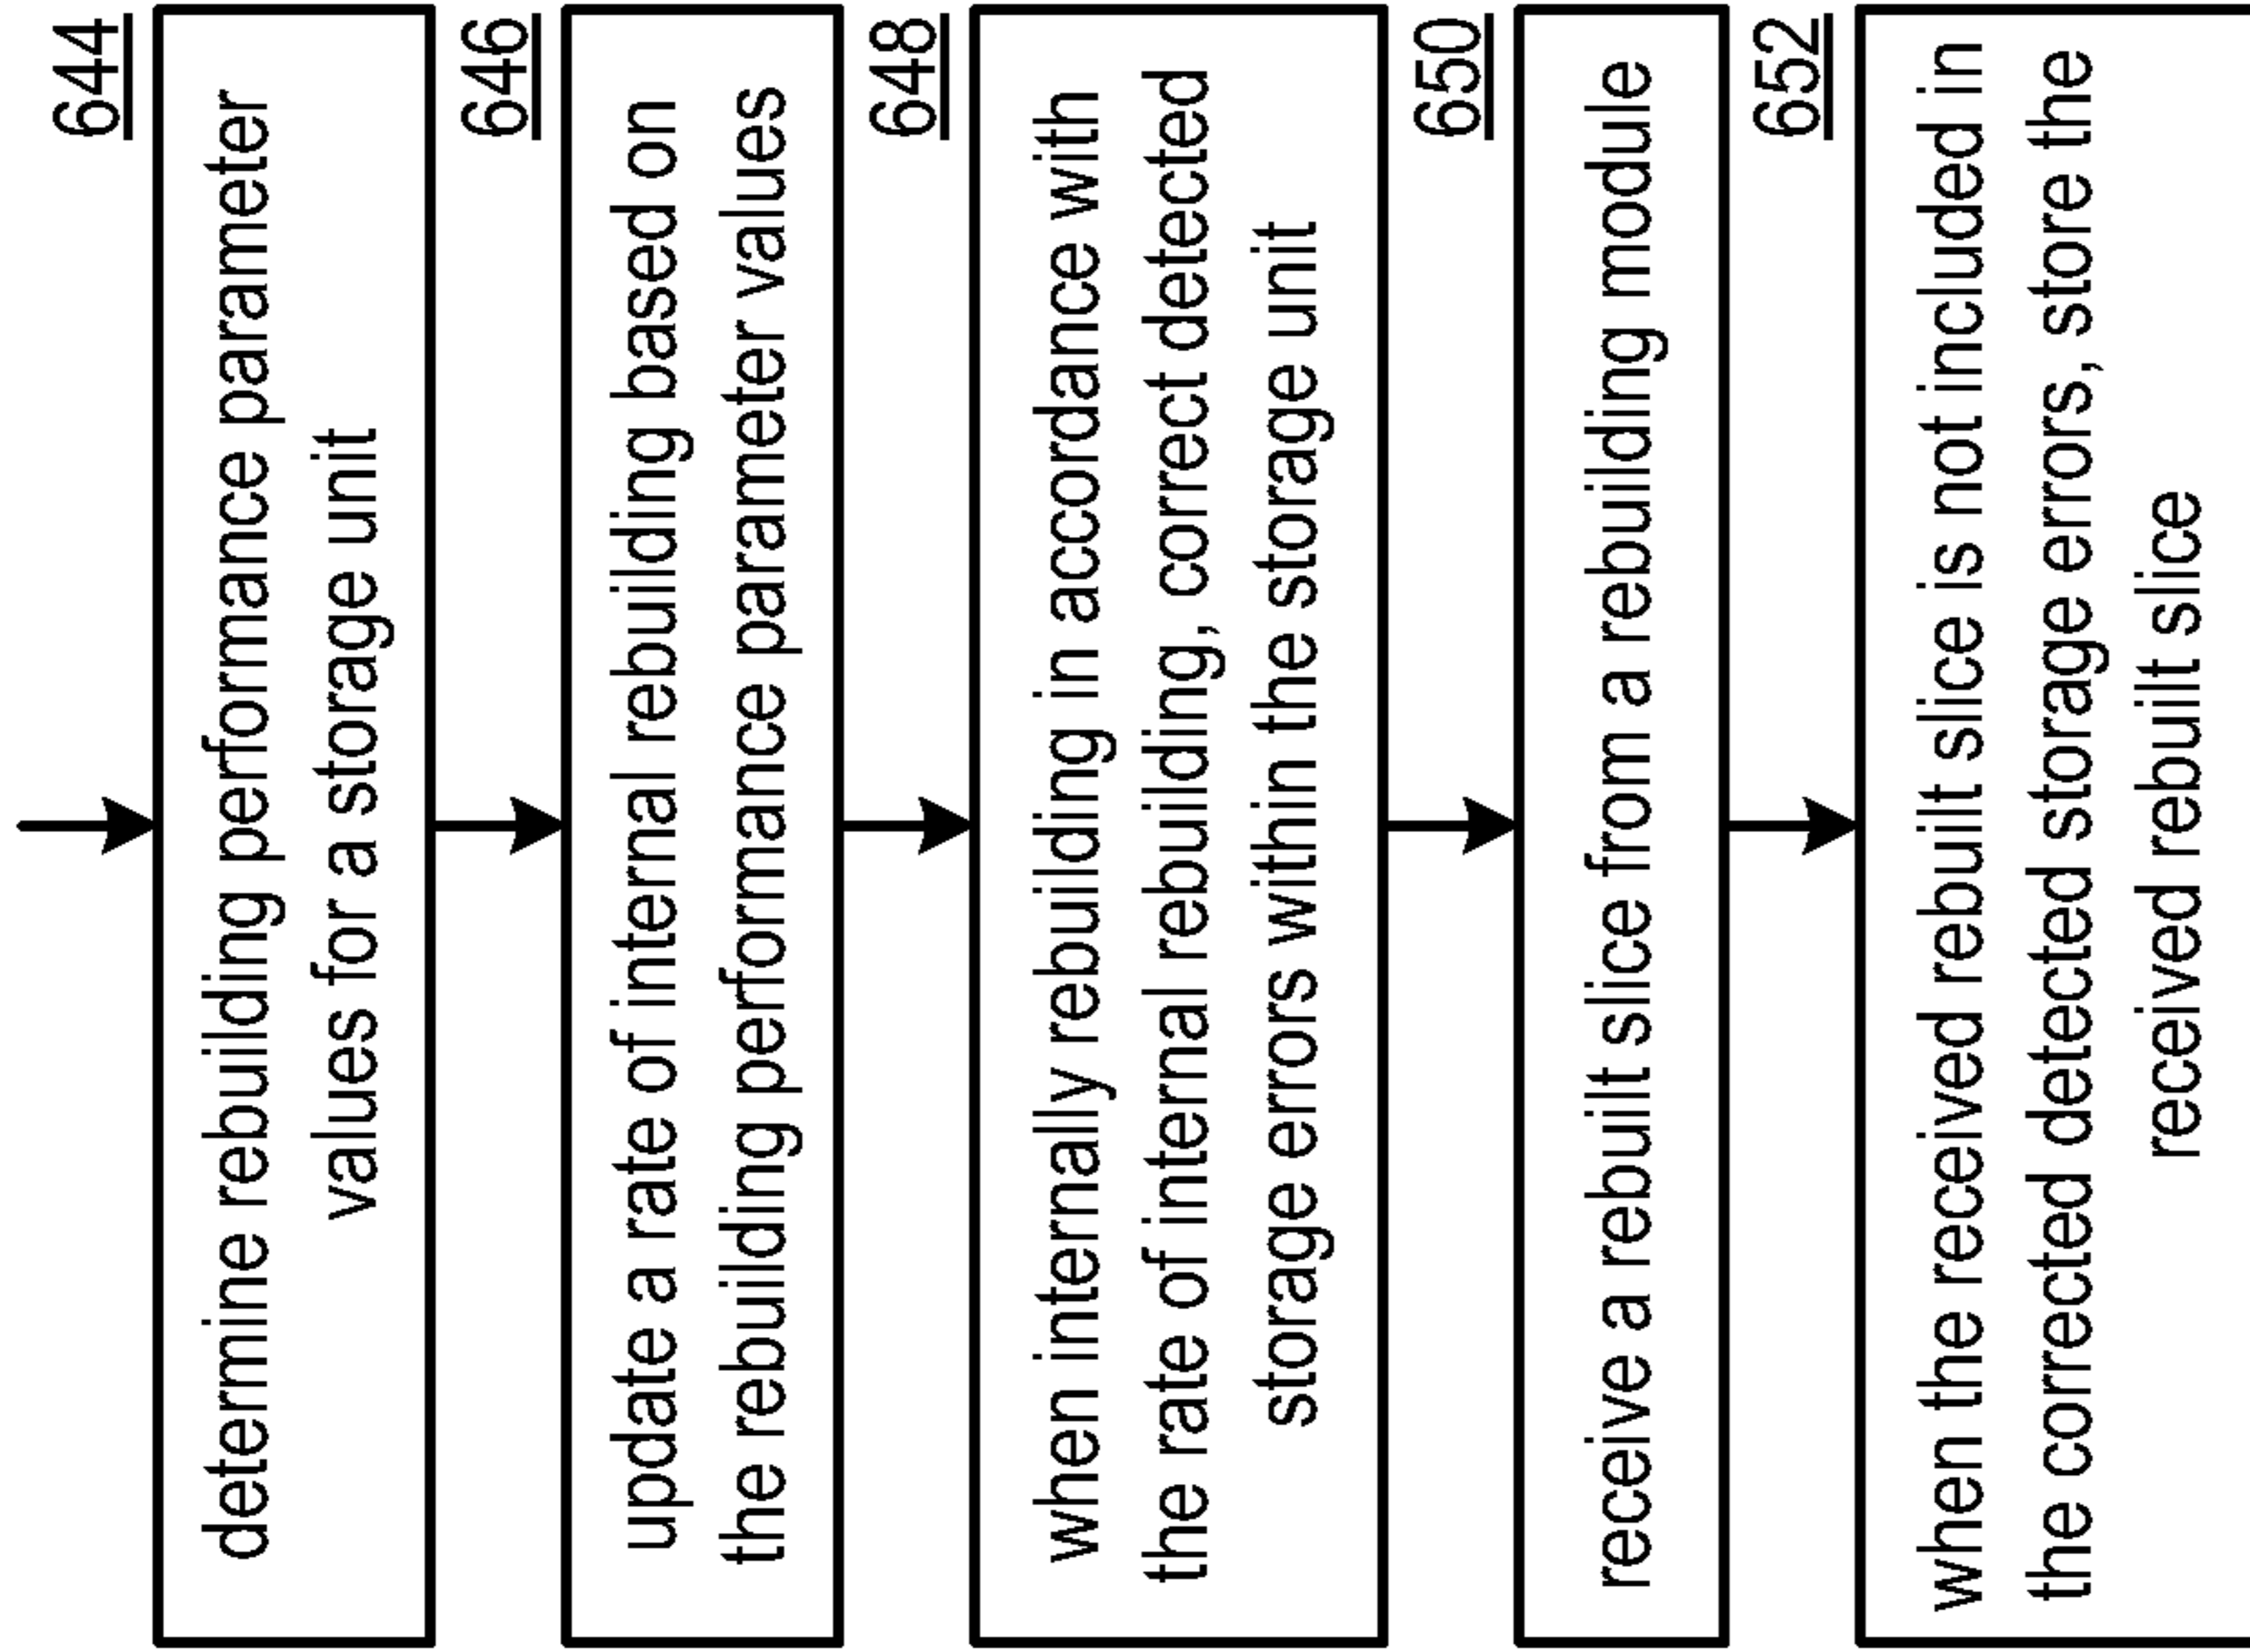 644
determine rebuilding performance parameter
values for a storage unit
646
update a rate of internal rebuilding based on
the rebuilding performance parameter values
648
when internally rebuilding in accordance with
the rate of internal rebuilding, correct detected
storage errors within the storage unit
650
receive a rebuilt slice from a rebuilding module
652
when the received rebuilt slice is not included in
the corrected detected storage errors, store the
received rebuilt slice